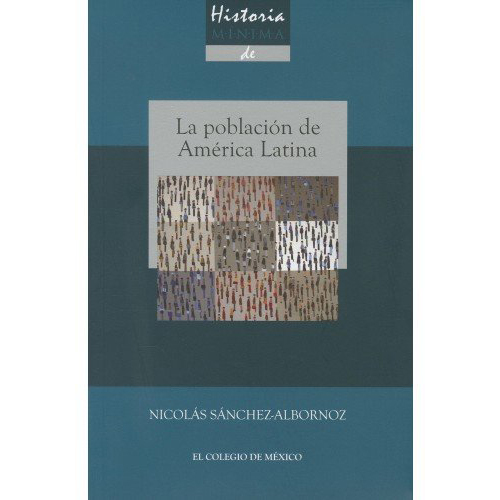 Historia
MÍNIMA
de
La población de
América Latina
NICOLÁS SÁNCHEZ-ALBORNOZ
EL COLEGIO DE MÉXICO